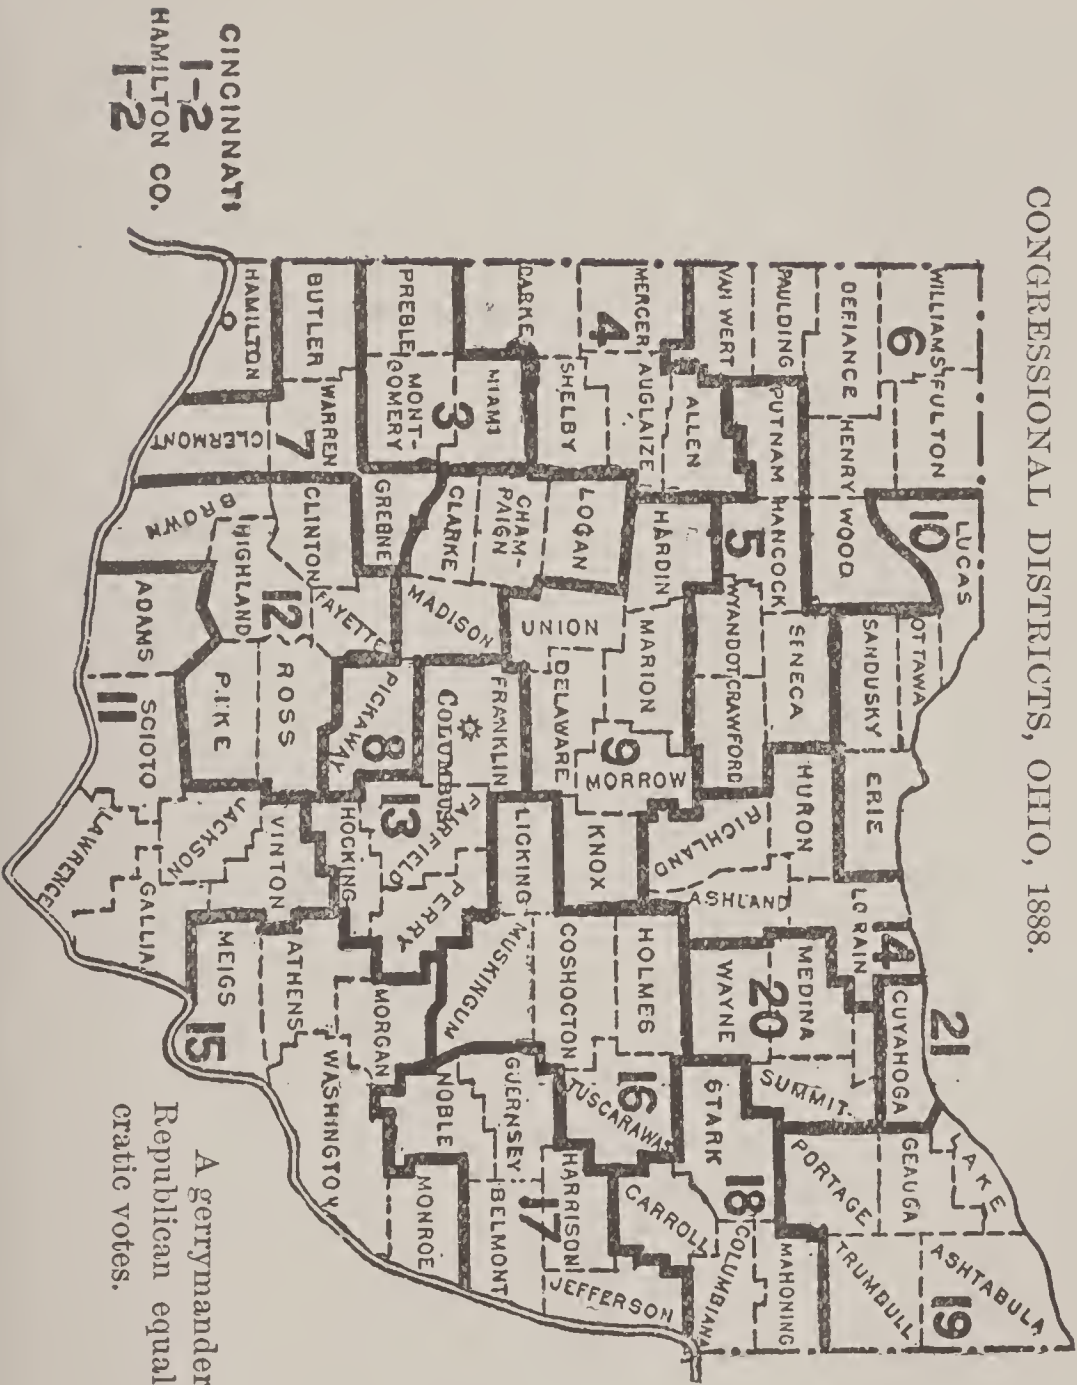 CONGRESSIONAL DISTRICTS, OHIO, 1888.
WILLIAMS
FULTON
6
LUCAS
10
DEFIANCE
HENRY
WOOD
OTTAWA
SANDUSKY
ERIE
LORAIN
14
CUYAHOGA
21
LAKE
GEAUGA
ASHTABULA
19
TRUMBULL
PAULDING
PUTNAM
HANCOCK
5
SENECA
HURON
MEDINA
20
SUMMIT
PORTAGE
MAHONING
VAN WERT
ALLEN
WYANDOT
CRAWFORD
RICHLAND
ASHLAND
WAYNE
STARK
18
COLUMBIANA
MERCER
4
AUGLAIZE
HARDIN
MARION
9
MORROW
KNOX
HOLMES
16
TUSCARAWAS
CARROLL
DARKE
SHELBY
LOGAN
UNION
DELAWARE
LICKING
COSHOCTON
HARRISON
17
JEFFERSON
MIAMI
CHAM-
PAIGN
CLARKE
MADISON
FRANKLIN
COLUMBUS
FAIRFIELD
13
PERRY
MUSKINGUM
GUERNSEY
BELMONT
PREBLE
3
MONT-
GOMERY
GREENE
FAYETTE
PICKAWAY
8
HOCKING
MORGAN
NOBLE
MONROE
BUTLER
WARREN
7
CLINTON
12
ROSS
VINTON
ATHENS
WASHINGTON
HAMILTON
CLERMONT
BROWN
HIGHLAND
PIKE
JACKSON
MEIGS
15
ADAMS
11
SCIOTO
LAWRENCE
GALLIA
CINCINNATI
1-2
HAMILTON CO.
1-2
A gerrymander
Republican equal
cratic votes.